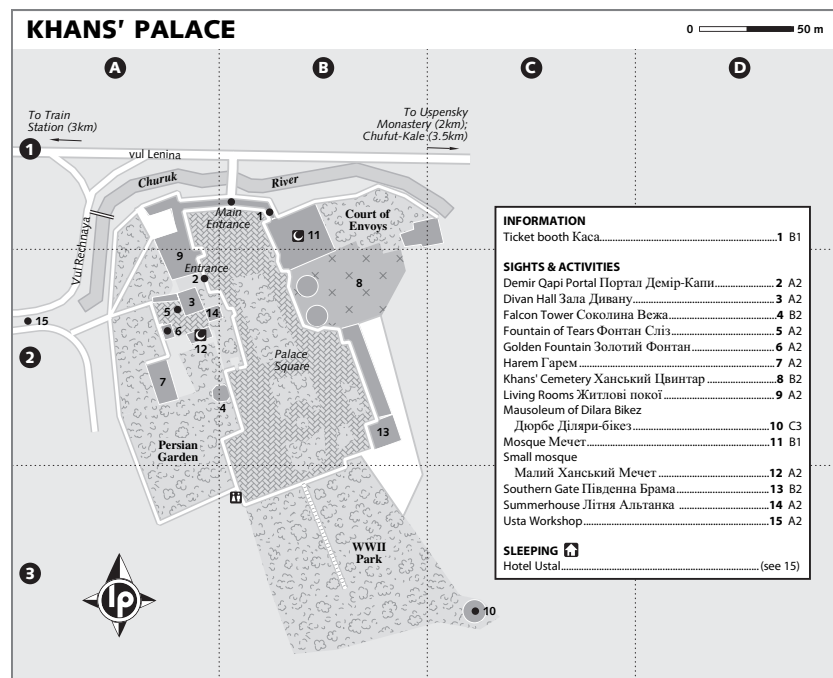 KHANS' PALACE
0 50 m
A B C D
To Train
Station (3km)
To Uspensky
Monastery (2km);
Chufut-Kale (3.5km)
1
vul Lenina
Churuk River
Vul Rechnaya
Main
Entrance
1
Court of
Envoys
11
9
Entrance
2
8
3
5
14
15
6
12
2
Palace
Square
7
4
13
Persian
Garden
WWII
Park
3
lp
10
INFORMATION
Ticket booth Каса 1 B1
SIGHTS & ACTIVITIES
Demir Qapi Portal Портал Демір-Капи 2 A2
Divan Hall Зала Дивану 3 A2
Falcon Tower Соколина Вежа 4 B2
Fountain of Tears Фонтан Сліз 5 A2
Golden Fountain Золотий Фонтан 6 A2
Harem Гарем 7 A2
Khans' Cemetery Ханський Цвинтар 8 B2
Living Rooms Житлові покої 9 A2
Mausoleum of Dilara Bikez
Дюрбе Діляри-бікез 10 C3
Mosque Мечет 11 B1
Small mosque
Малий Ханський Мечет 12 A2
Southern Gate Південна Брама 13 B2
Summerhouse Літня Альтанка 14 A2
Usta Workshop 15 A2
SLEEPING
Hotel Ustal (see 15)